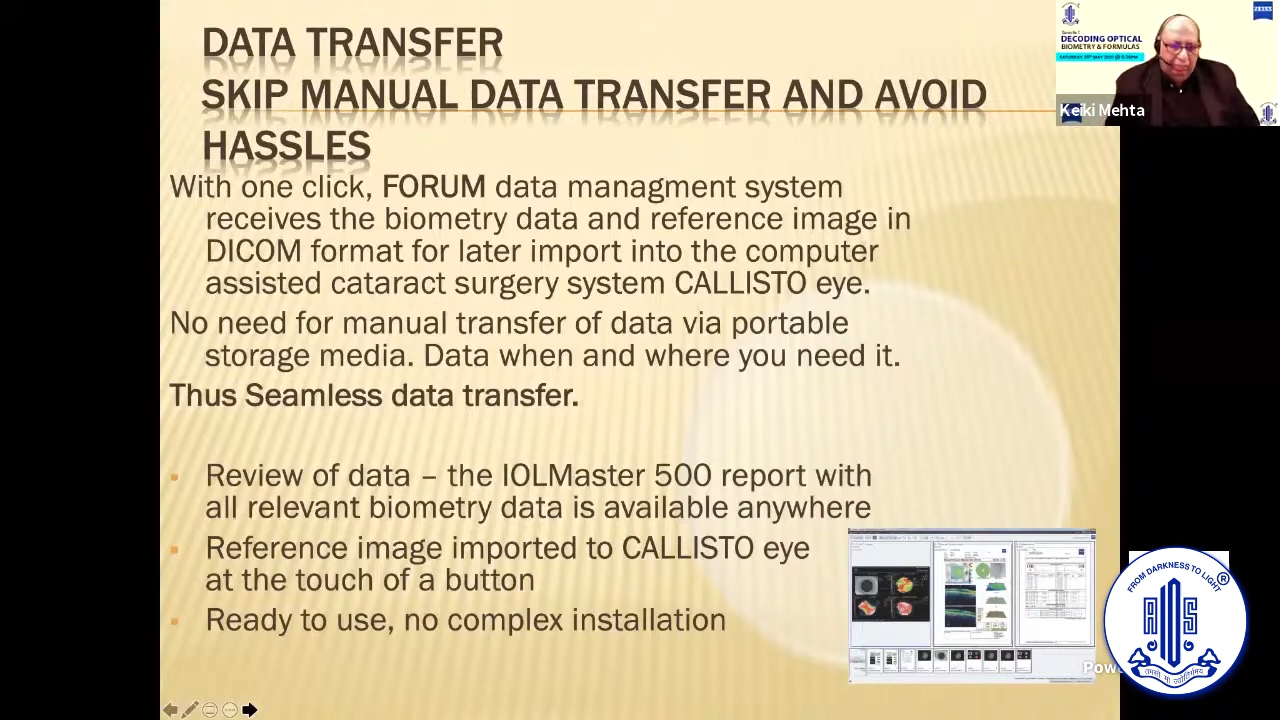 DATA TRANSFER
SKIP MANUAL DATA TRANSFER AND AVOID
HASSLES
With one click, FORUM data managment system
receives the biometry data and reference image in
DICOM format for later import into the computer
assisted cataract surgery system CALLISTO eye.
No need for manual transfer of data via portable
storage media. Data when and where you need it.
Thus Seamless data transfer.
Review of data – the IOLMaster 500 report with
all relevant biometry data is available anywhere
Reference image imported to CALLISTO eye
at the touch of a button
Ready to use, no complex installation
DECODING OPTICAL
BIOMETRY & FORMULAS
ZEISS
Keiki Mehta
FROM DARKNESS TO LIGHT
®
AIS
तमसो मा ज्योतिर्गमय